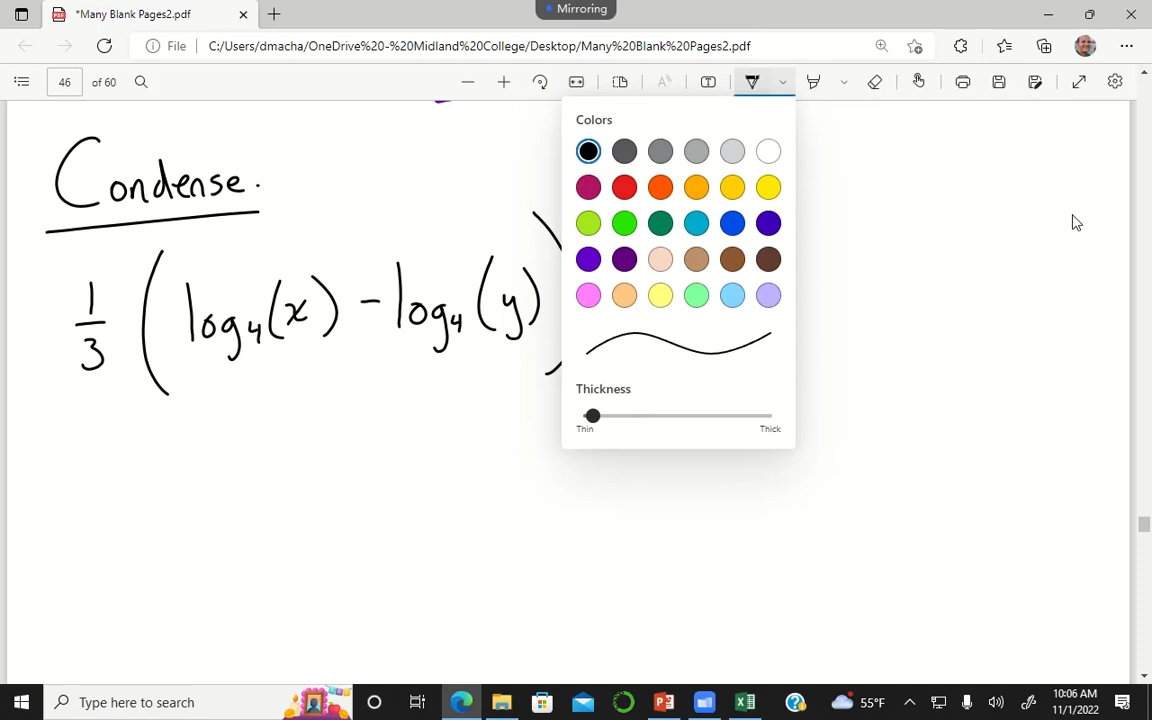 Mirroring
*Many Blank Pages2.pdf
File C:/Users/dmacha/OneDrive%20-%20Midland%20College/Desktop/Many%20Blank%20Pages2.pdf
46 of 60
Colors
Condense.
1/3 ( log₄(x) - log₄(y) )
Thickness
Thin Thick
Type here to search
55°F
10:06 AM
11/1/2022